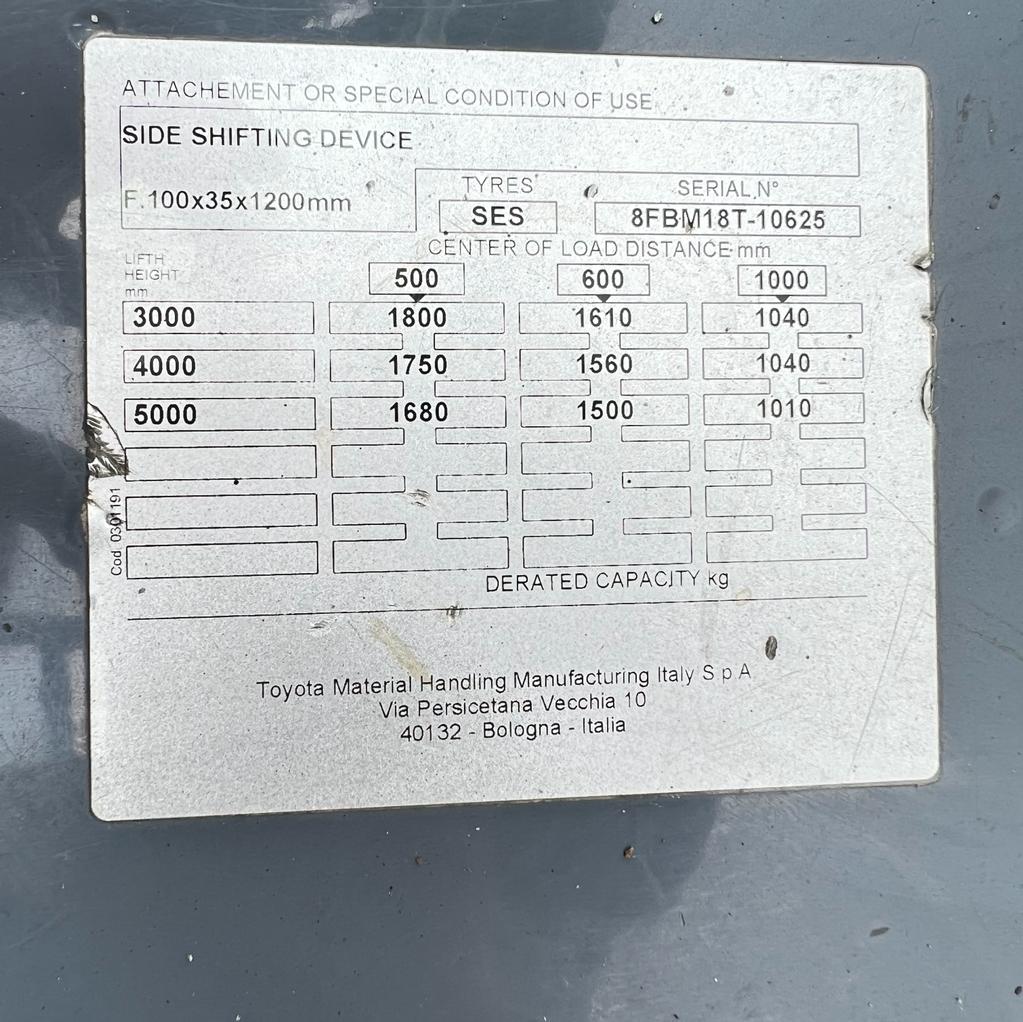 ATTACHEMENT OR SPECIAL CONDITION OF USE
SIDE SHIFTING DEVICE
F.100x35x1200mm
TYRES
SERIAL N°
SES
8FBM18T-10625
CENTER OF LOAD DISTANCE mm
LIFTH
HEIGHT
mm
500 600 1000
3000 1800 1610 1040
4000 1750 1560 1040
5000 1680 1500 1010
Cod. 0301191
DERATED CAPACITY kg
Toyota Material Handling Manufacturing Italy S p A
Via Persicetana Vecchia 10
40132 - Bologna - Italia